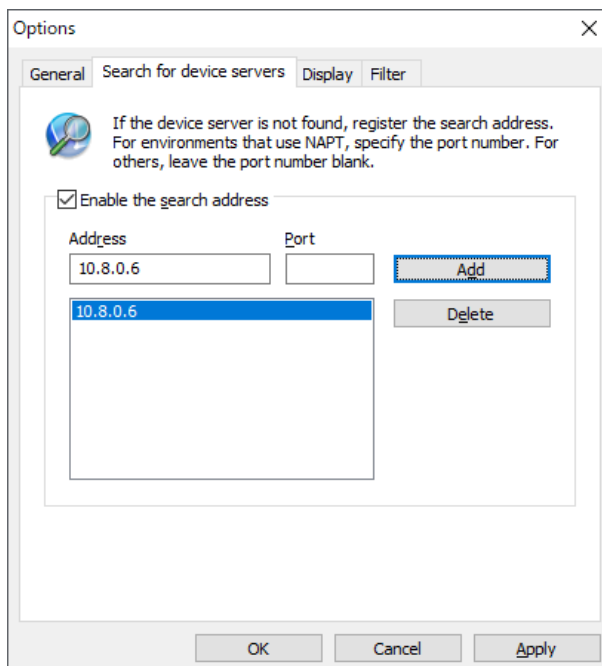 Options
General Search for device servers Display Filter
If the device server is not found, register the search address.
For environments that use NAPT, specify the port number. For
others, leave the port number blank.
Enable the search address
Address Port
10.8.0.6 Add
10.8.0.6 Delete
OK Cancel Apply